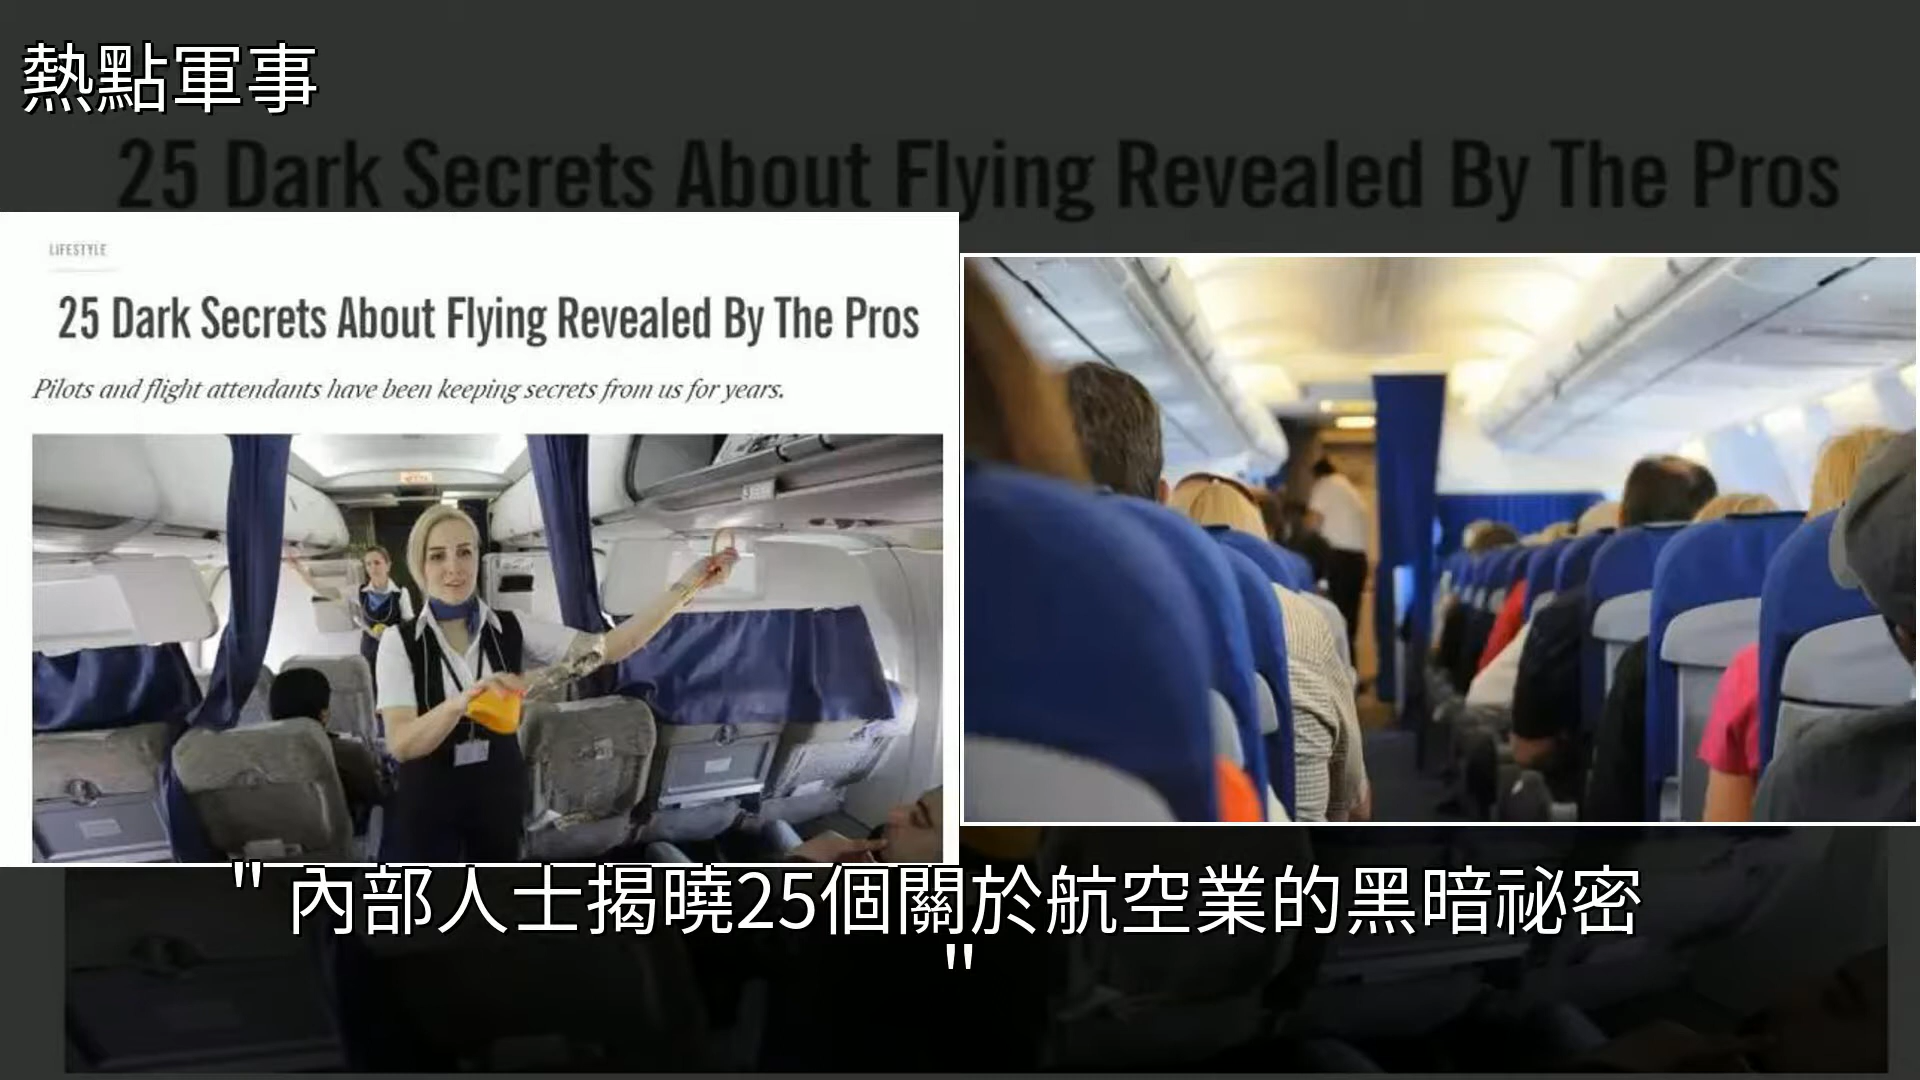 熱點軍事
25 Dark Secrets About Flying Revealed By The Pros
LIFESTYLE
25 Dark Secrets About Flying Revealed By The Pros
Pilots and flight attendants have been keeping secrets from us for years.
"內部人士揭曉25個關於航空業的黑暗祕密
"